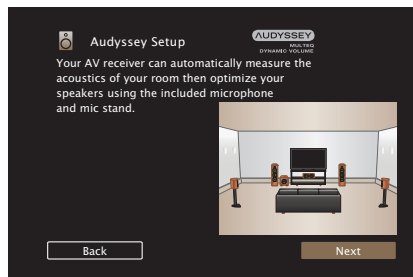 Audyssey Setup
AUDYSSEY
MULTEQ
DYNAMIC VOLUME
Your AV receiver can automatically measure the
acoustics of your room then optimize your
speakers using the included microphone
and mic stand.
Back
Next